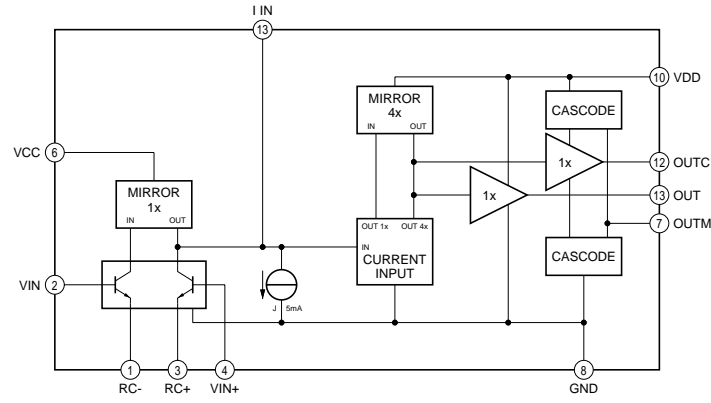 I IN
13
10 VDD
MIRROR
4x
IN OUT
CASCODE
VCC 6
1x
12 OUTC
MIRROR
1x
IN OUT
1x
13 OUT
7 OUTM
OUT 1x OUT 4x
IN
CURRENT
INPUT
CASCODE
VIN 2
J 5mA
1 3 4 8
RC- RC+ VIN+ GND